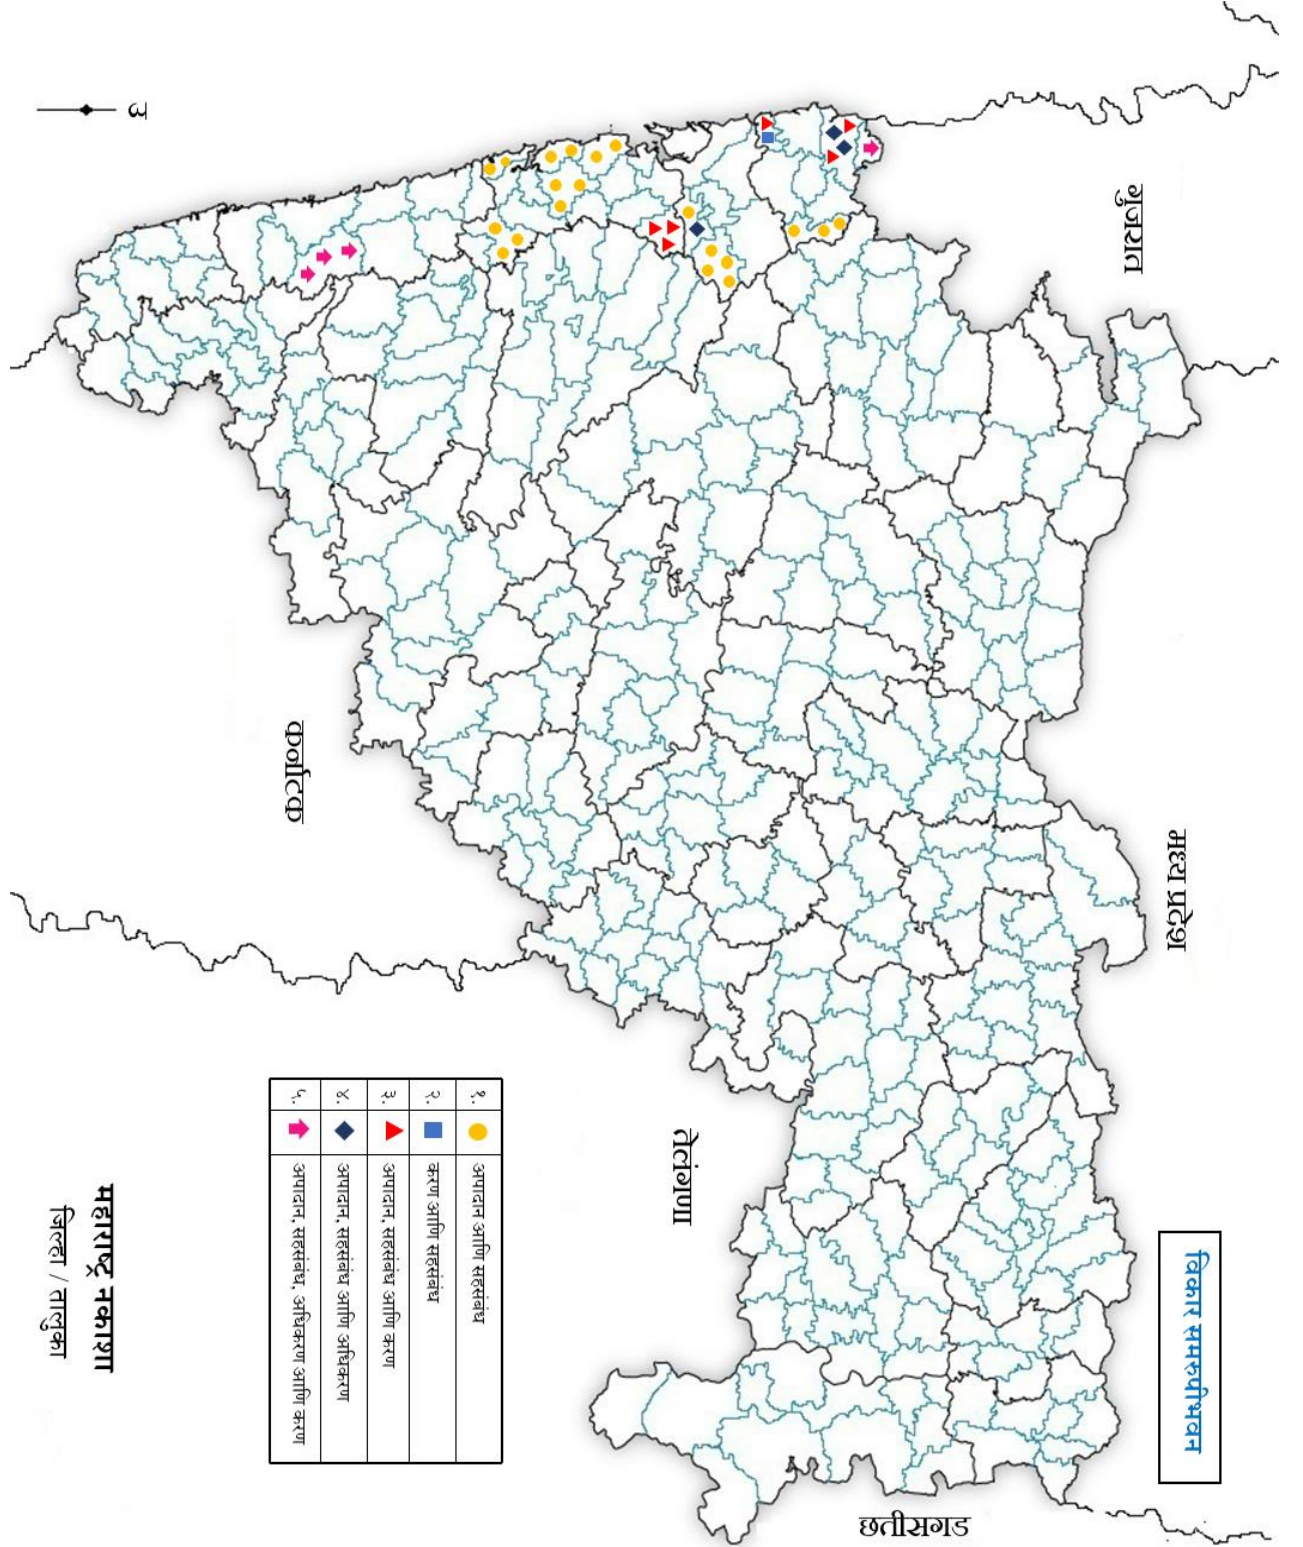 विकार समरुपीभवन
गुजरात
मध्य प्रदेश
छत्तीसगड
तेलंगणा
कर्नाटक
उ
१. अपादान आणि सहसंबंध
२. करण आणि सहसंबंध
३. अपादान, सहसंबंध आणि करण
४. अपादान, सहसंबंध आणि अधिकरण
५. अपादान, सहसंबंध, अधिकरण आणि करण
महाराष्ट्र नकाशा
जिल्हा / तालुका